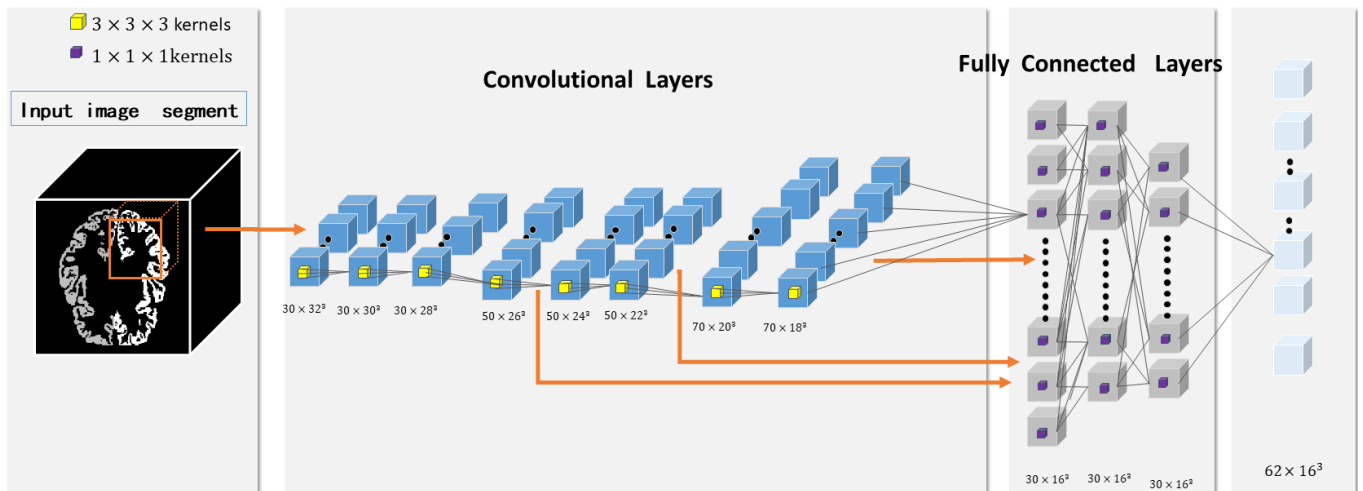 3 × 3 × 3 kernels
1 × 1 × 1kernels
Input image segment
Convolutional Layers
Fully Connected Layers
30 × 32³
30 × 30³
30 × 28³
50 × 26³
50 × 24³
50 × 22³
70 × 20³
70 × 18³
30 × 16³
30 × 16³
30 × 16³
62 × 16³